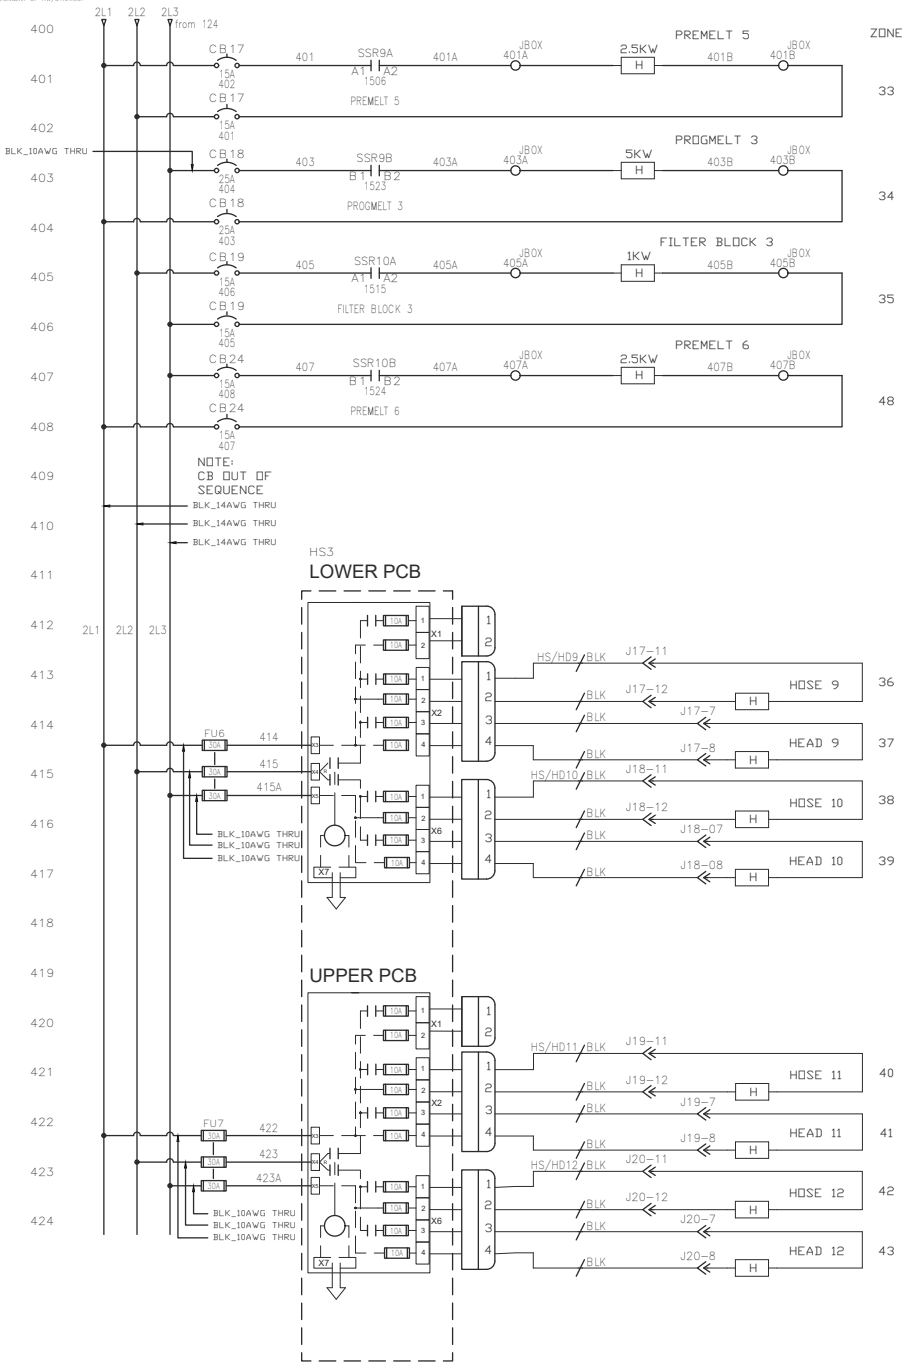 2L1 2L2 2L3
from 124
ZONE
400
PREMELT 5
CB17 401 SSR9A 401A JBOX 2.5KW 401B JBOX
401A H 401B
15A A1 A2
401 402 1506
CB17 PREMELT 5 33
15A
402 401
BLK_10AWG THRU
PROGMELT 3
CB18 403 SSR9B 403A JBOX 5KW 403B JBOX
403A H 403B
403 25A B1 B2
404 1523
CB18 PROGMELT 3 34
404 25A
403
FILTER BLOCK 3
CB19 405 SSR10A 405A JBOX 1KW 405B JBOX
405A H 405B
405 15A A1 A2
406 1515
CB19 FILTER BLOCK 3 35
406 15A
405
PREMELT 6
CB24 407 SSR10B 407A JBOX 2.5KW 407B JBOX
407A H 407B
407 15A B1 B2
408 1524
CB24 PREMELT 6 48
408 15A
407
NOTE:
409 CB OUT OF
SEQUENCE
BLK_14AWG THRU
410 BLK_14AWG THRU
BLK_14AWG THRU
HS3
411 LOWER PCB
412 2L1 2L2 2L3
10A 1 X1 1
10A 2 2
HS/HD9 BLK J17-11
413 10A 1 1 HOSE 9 36
10A 2 X2 2 BLK J17-12 H
10A 3 3 BLK J17-7
414 FU6 HEAD 9 37
30A 414 X3 10A 4 4 BLK J17-8 H
415 30A 415 X4 R HS/HD10 BLK J18-11
30A 415A X5 10A 1 1 HOSE 10 38
416 10A 2 X6 2 BLK J18-12 H
BLK_10AWG THRU 10A 3 3 BLK J18-07
BLK_10AWG THRU
BLK_10AWG THRU 10A 4 4 HEAD 10 39
417 X7 BLK J18-08 H
418
419
UPPER PCB
420 10A 1 X1 1
10A 2 2
HS/HD11 BLK J19-11
421 10A 1 1 HOSE 11 40
10A 2 X2 2 BLK J19-12 H
10A 3 3 BLK J19-7
422 FU7 HEAD 11 41
30A 422 X3 10A 4 4 BLK J19-8 H
423 30A 423 X4 R HS/HD12 BLK J20-11
30A 423A X5 10A 1 1 HOSE 12 42
BLK_10AWG THRU 10A 2 X6 2 BLK J20-12 H
424 BLK_10AWG THRU 10A 3 3 BLK J20-7
BLK_10AWG THRU 10A 4 4 HEAD 12 43
X7 BLK J20-8 H